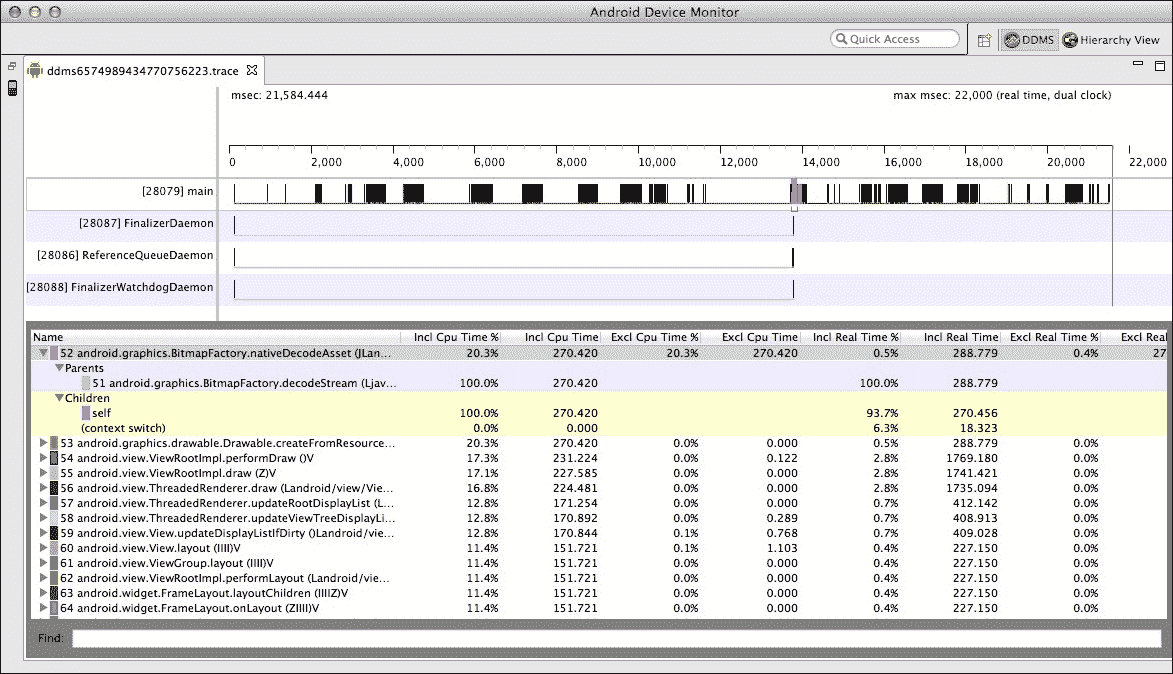 Android Device Monitor
Quick Access DDMS Hierarchy View
ddms6574989434770756223.trace
msec: 21,584.444 max msec: 22,000 (real time, dual clock)
0 2,000 4,000 6,000 8,000 10,000 12,000 14,000 16,000 18,000 20,000 22,000
[28079] main
[28087] FinalizerDaemon
[28086] ReferenceQueueDaemon
[28088] FinalizerWatchdogDaemon
Name Incl Cpu Time % Incl Cpu Time Excl Cpu Time % Excl Cpu Time Incl Real Time % Incl Real Time Excl Real Time % Excl Real
52 android.graphics.BitmapFactory.nativeDecodeAsset (JLan... 20.3% 270.420 20.3% 270.420 0.5% 288.779 0.4% 27
Parents
51 android.graphics.BitmapFactory.decodeStream (Ljav... 100.0% 270.420 100.0% 288.779
Children
self 100.0% 270.420 93.7% 270.456
(context switch) 0.0% 0.000 6.3% 18.323
53 android.graphics.drawable.Drawable.createFromResource... 20.3% 270.420 0.0% 0.000 0.5% 288.779 0.0%
54 android.view.ViewRootImpl.performDraw ()V 17.3% 231.224 0.0% 0.122 2.8% 1769.180 0.0%
55 android.view.ViewRootImpl.draw (Z)V 17.1% 227.585 0.0% 0.000 2.8% 1741.421 0.0%
56 android.view.ThreadedRenderer.draw (Landroid/view/Vie... 16.8% 224.481 0.0% 0.000 2.8% 1735.094 0.0%
57 android.view.ThreadedRenderer.updateRootDisplayList (L... 12.8% 171.254 0.0% 0.000 0.7% 412.142 0.0%
58 android.view.ThreadedRenderer.updateViewTreeDisplayLi... 12.8% 170.892 0.0% 0.289 0.7% 408.913 0.0%
59 android.view.View.updateDisplayListIfDirty ()Landroid/vie... 12.8% 170.844 0.1% 0.768 0.7% 409.028 0.0%
60 android.view.View.layout (IIII)V 11.4% 151.721 0.1% 1.103 0.4% 227.150 0.0%
61 android.view.ViewGroup.layout (IIII)V 11.4% 151.721 0.0% 0.000 0.4% 227.150 0.0%
62 android.view.ViewRootImpl.performLayout (Landroid/vie... 11.4% 151.721 0.0% 0.000 0.4% 227.150 0.0%
63 android.widget.FrameLayout.layoutChildren (IIIIZ)V 11.4% 151.721 0.0% 0.000 0.4% 227.150 0.0%
64 android.widget.FrameLayout.onLayout (ZIIII)V 11.4% 151.721 0.0% 0.000 0.4% 227.150 0.0%
Find: